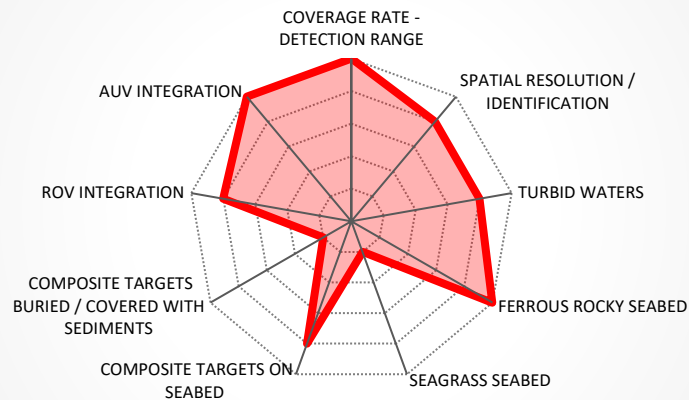 COVERAGE RATE -
DETECTION RANGE
SPATIAL RESOLUTION /
IDENTIFICATION
TURBID WATERS
FERROUS ROCKY SEABED
SEAGRASS SEABED
COMPOSITE TARGETS ON
SEABED
COMPOSITE TARGETS
BURIED / COVERED WITH
SEDIMENTS
ROV INTEGRATION
AUV INTEGRATION